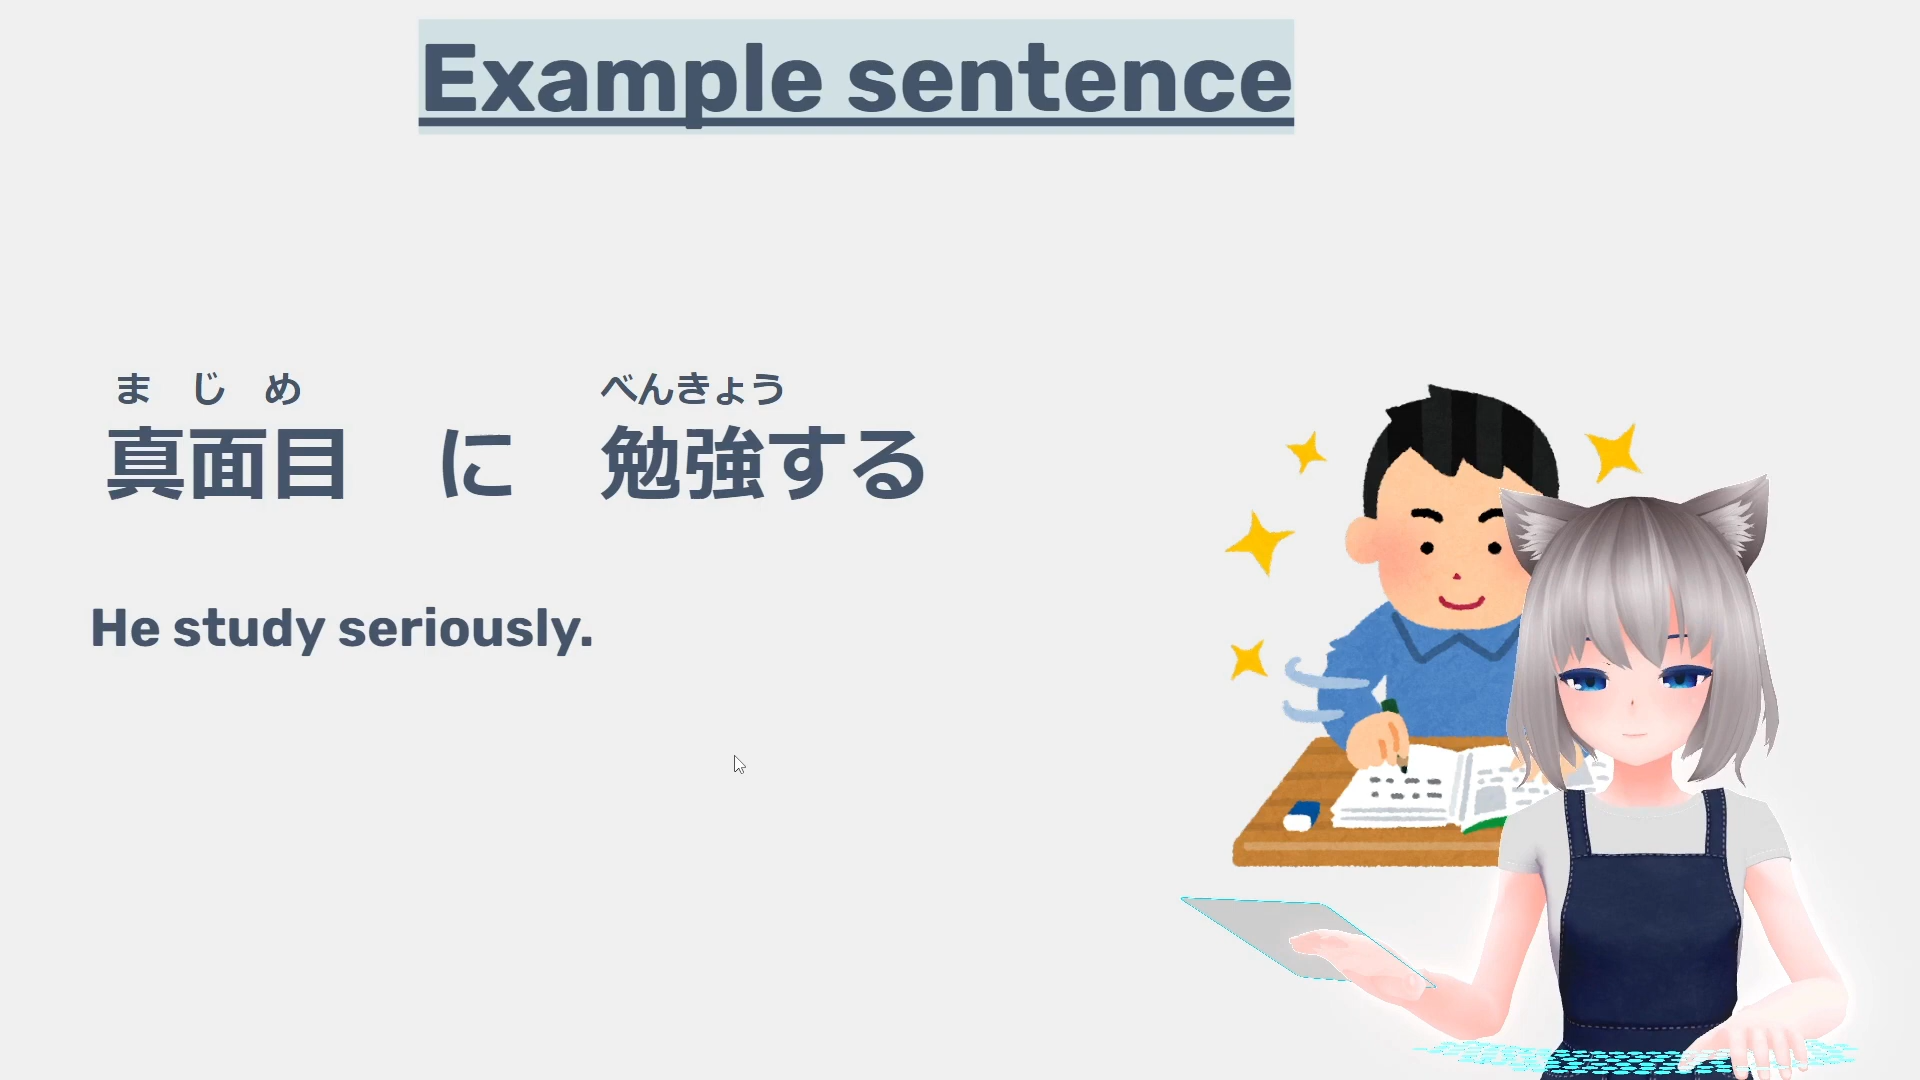 Example sentence
ま じ め べんきょう
真面目 に 勉強する
He study seriously.